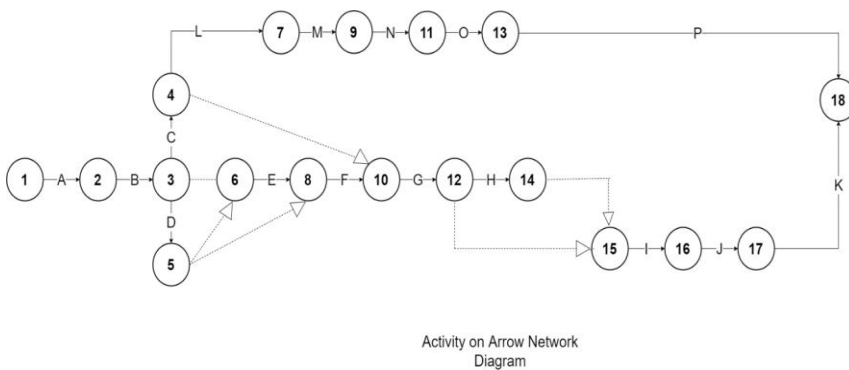 L
7
M
9
N
11
O
13
P
4
18
C
1
A
2
B
3
6
E
8
F
10
G
12
H
14
K
D
5
15
I
16
J
17
Activity on Arrow Network
Diagram